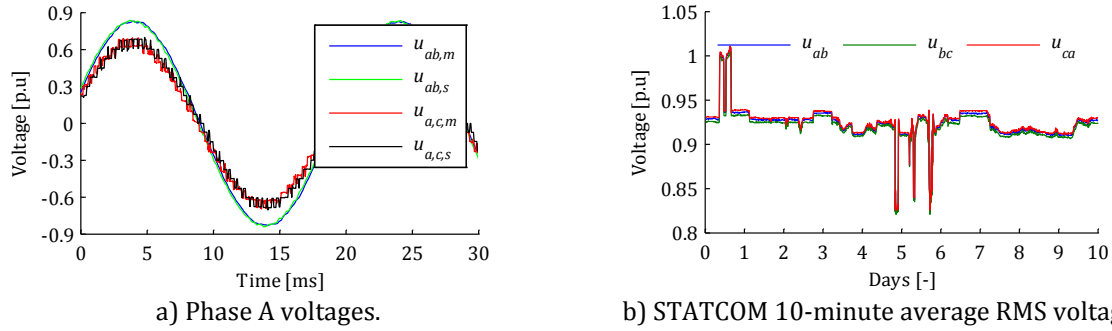 0.9
0.6
0.3
0
-0.3
-0.6
-0.9
Voltage [p.u]
u_ab,m
u_ab,s
u_a,c,m
u_a,c,s
0 5 10 15 20 25 30
Time [ms]
a) Phase A voltages.
1.05
1
0.95
0.9
0.85
0.8
Voltage [p.u]
u_ab u_bc u_ca
0 1 2 3 4 5 6 7 8 9 10
Days [-]
b) STATCOM 10-minute average RMS voltag